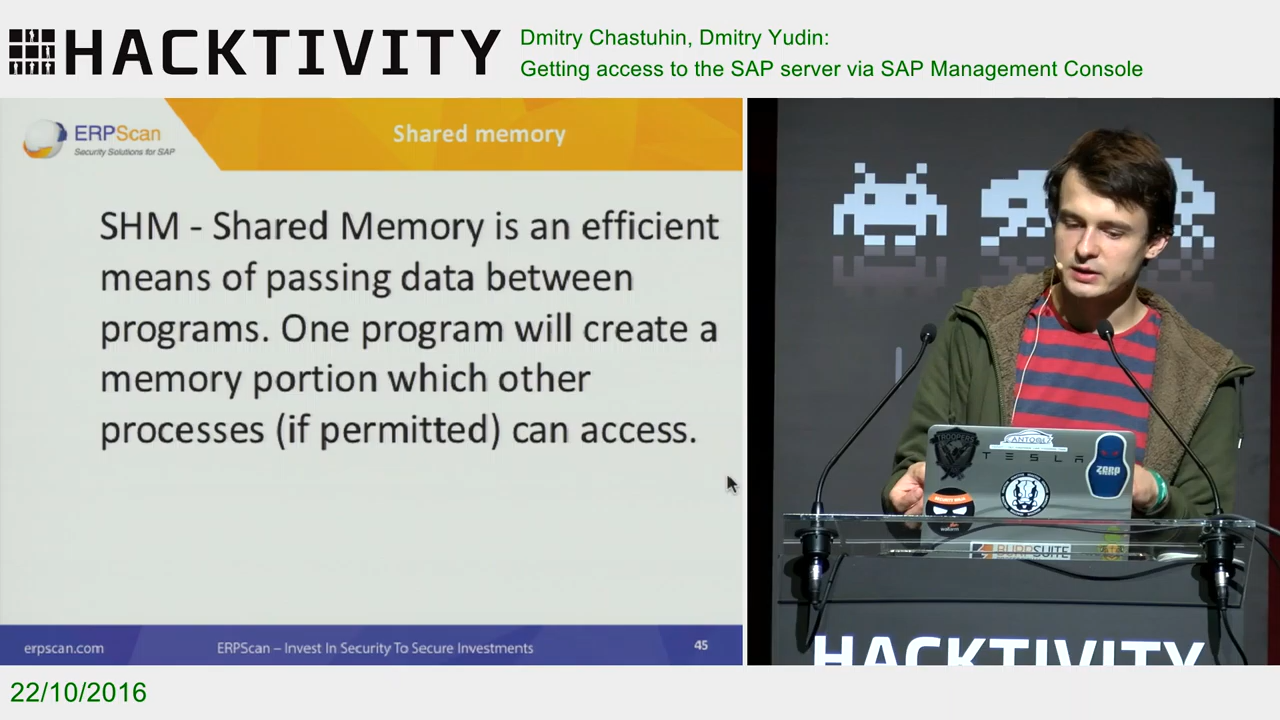 HACKTIVITY
Dmitry Chastuhin, Dmitry Yudin:
Getting access to the SAP server via SAP Management Console
ERPScan
Security Solutions for SAP
Shared memory
SHM - Shared Memory is an efficient
means of passing data between
programs. One program will create a
memory portion which other
processes (if permitted) can access.
erpscan.com
ERPScan – Invest In Security To Secure Investments
45
TROOPERS
TESLA
BURPSUITE
HACKTIVITY
22/10/2016